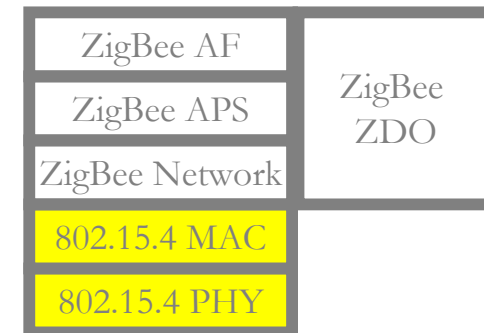 ZigBee AF
ZigBee APS
ZigBee Network
802.15.4 MAC
802.15.4 PHY
ZigBee
ZDO